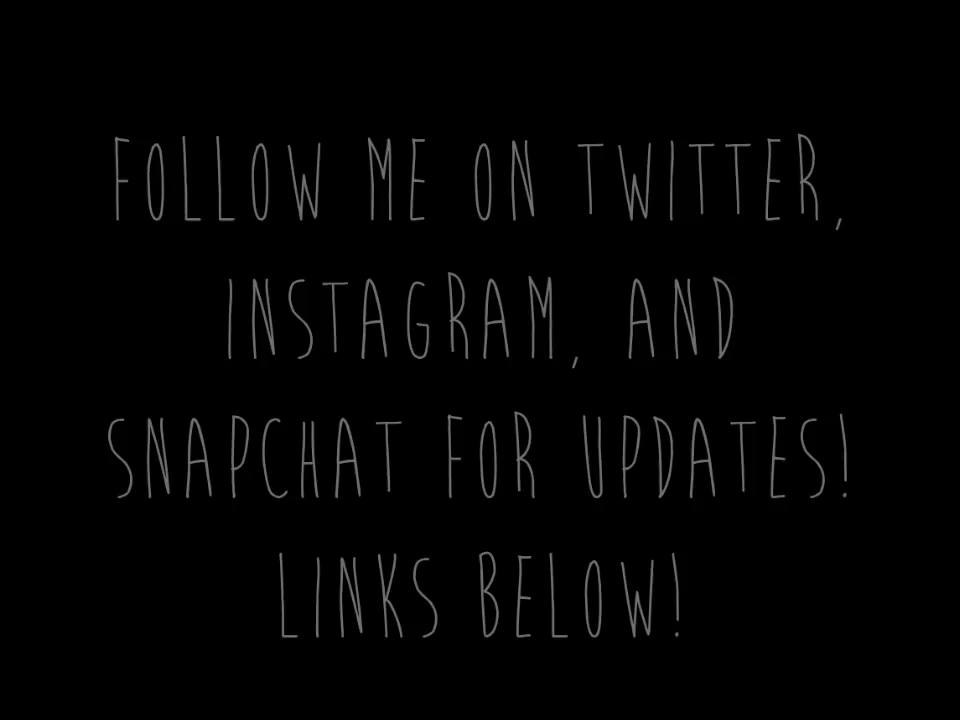 FOLLOW ME ON TWITTER,
INSTAGRAM, AND
SNAPCHAT FOR UPDATES!
LINKS BELOW!